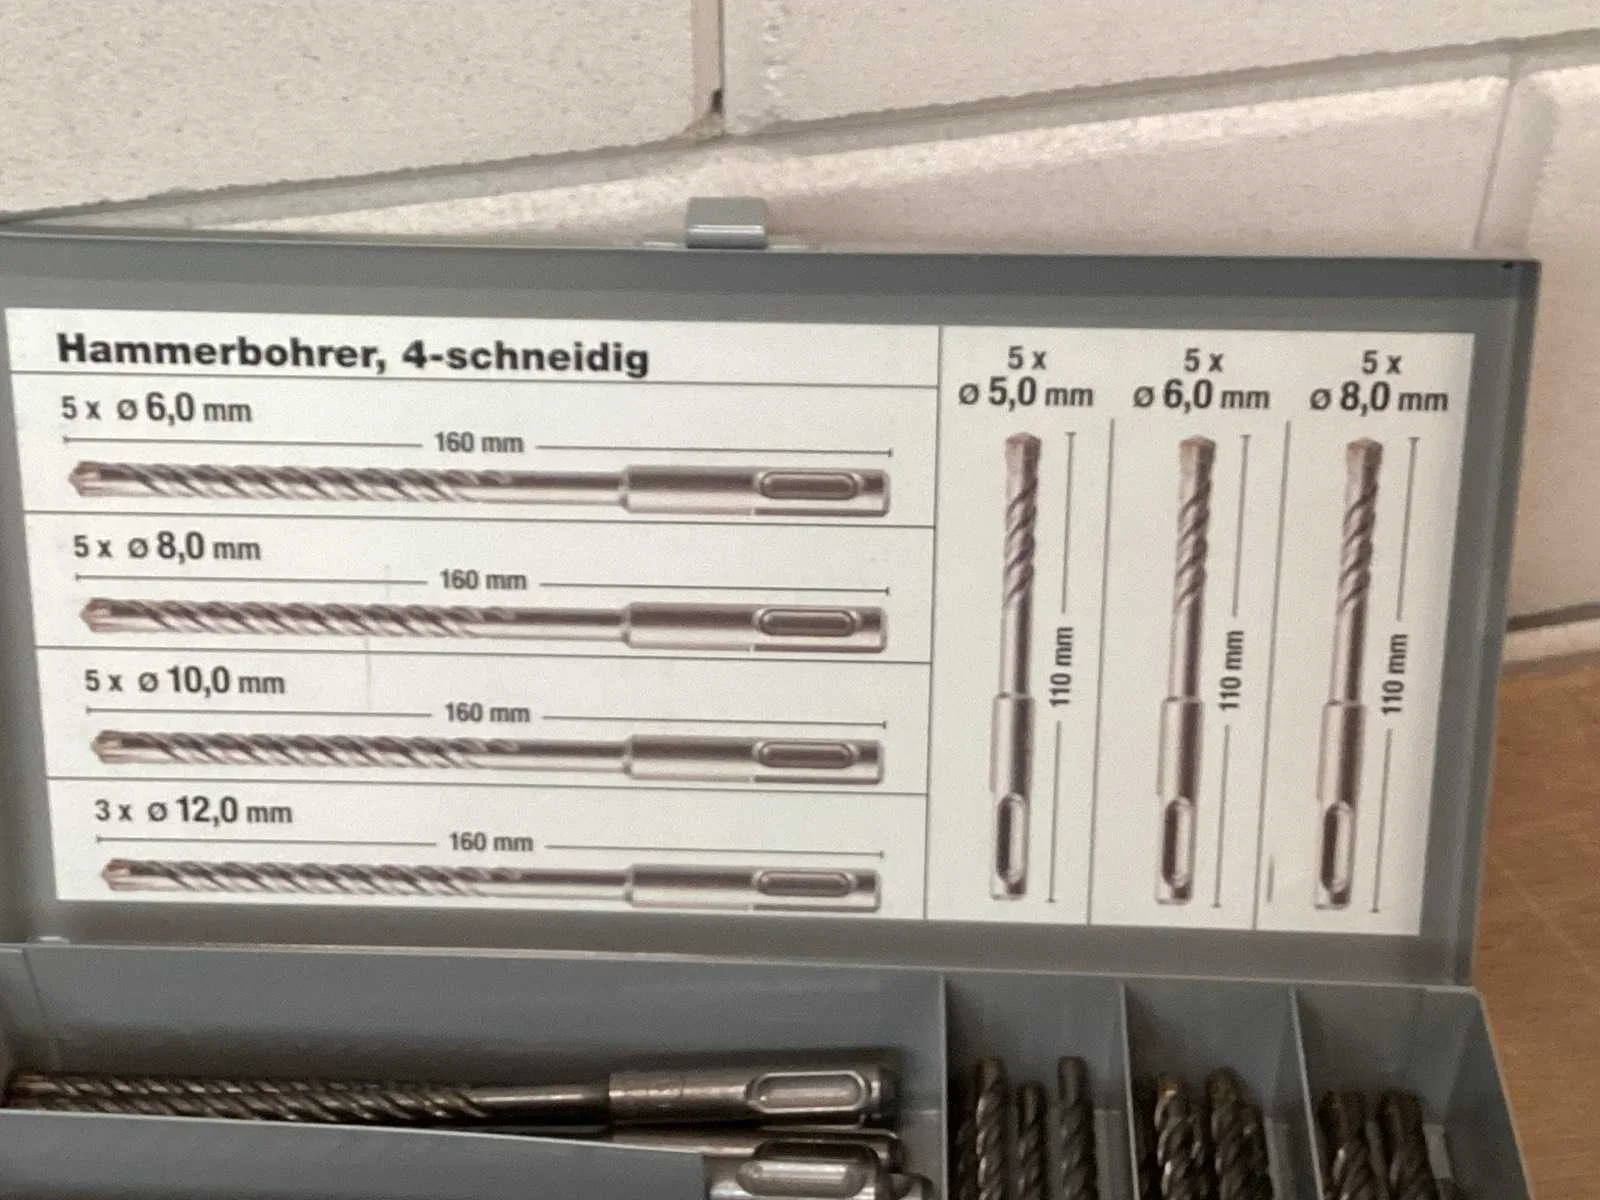 Hammerbohrer, 4-schneidig
5 x ø 6,0 mm
160 mm
5 x ø 8,0 mm
160 mm
5 x ø 10,0 mm
160 mm
3 x ø 12,0 mm
160 mm
5 x
ø 5,0 mm
110 mm
5 x
ø 6,0 mm
110 mm
5 x
ø 8,0 mm
110 mm